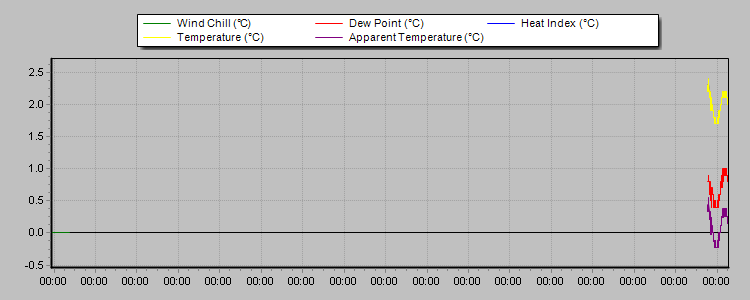 Wind Chill (°C) Dew Point (°C) Heat Index (°C)
Temperature (°C) Apparent Temperature (°C)
2.5
2.0
1.5
1.0
0.5
0.0
-0.5
00:00 00:00 00:00 00:00 00:00 00:00 00:00 00:00 00:00 00:00 00:00 00:00 00:00 00:00 00:00 00:00 00:00